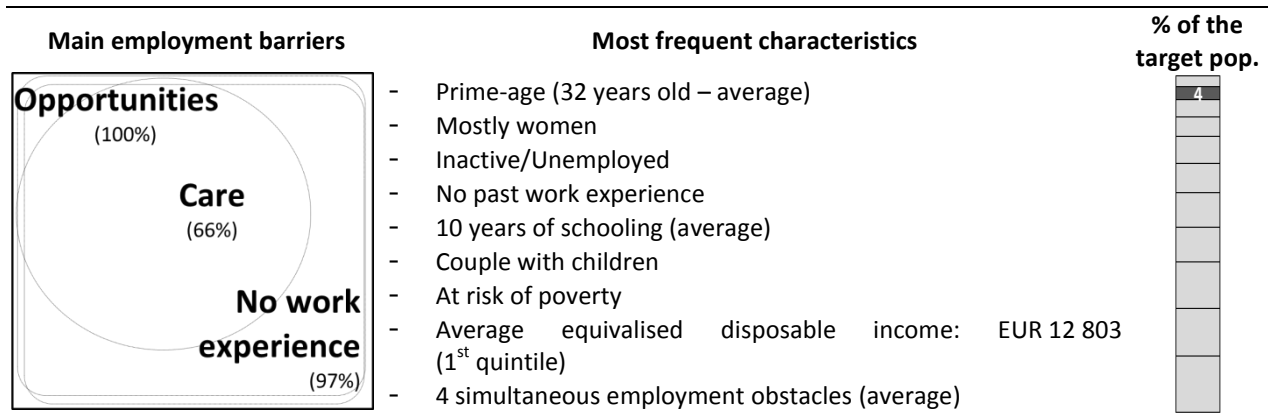 Main employment barriers
Most frequent characteristics
% of the
target pop.
Opportunities
(100%)
Care
(66%)
No work
experience
(97%)
- Prime-age (32 years old – average)
- Mostly women
- Inactive/Unemployed
- No past work experience
- 10 years of schooling (average)
- Couple with children
- At risk of poverty
- Average equivalised disposable income: EUR 12 803
(1st quintile)
- 4 simultaneous employment obstacles (average)
4